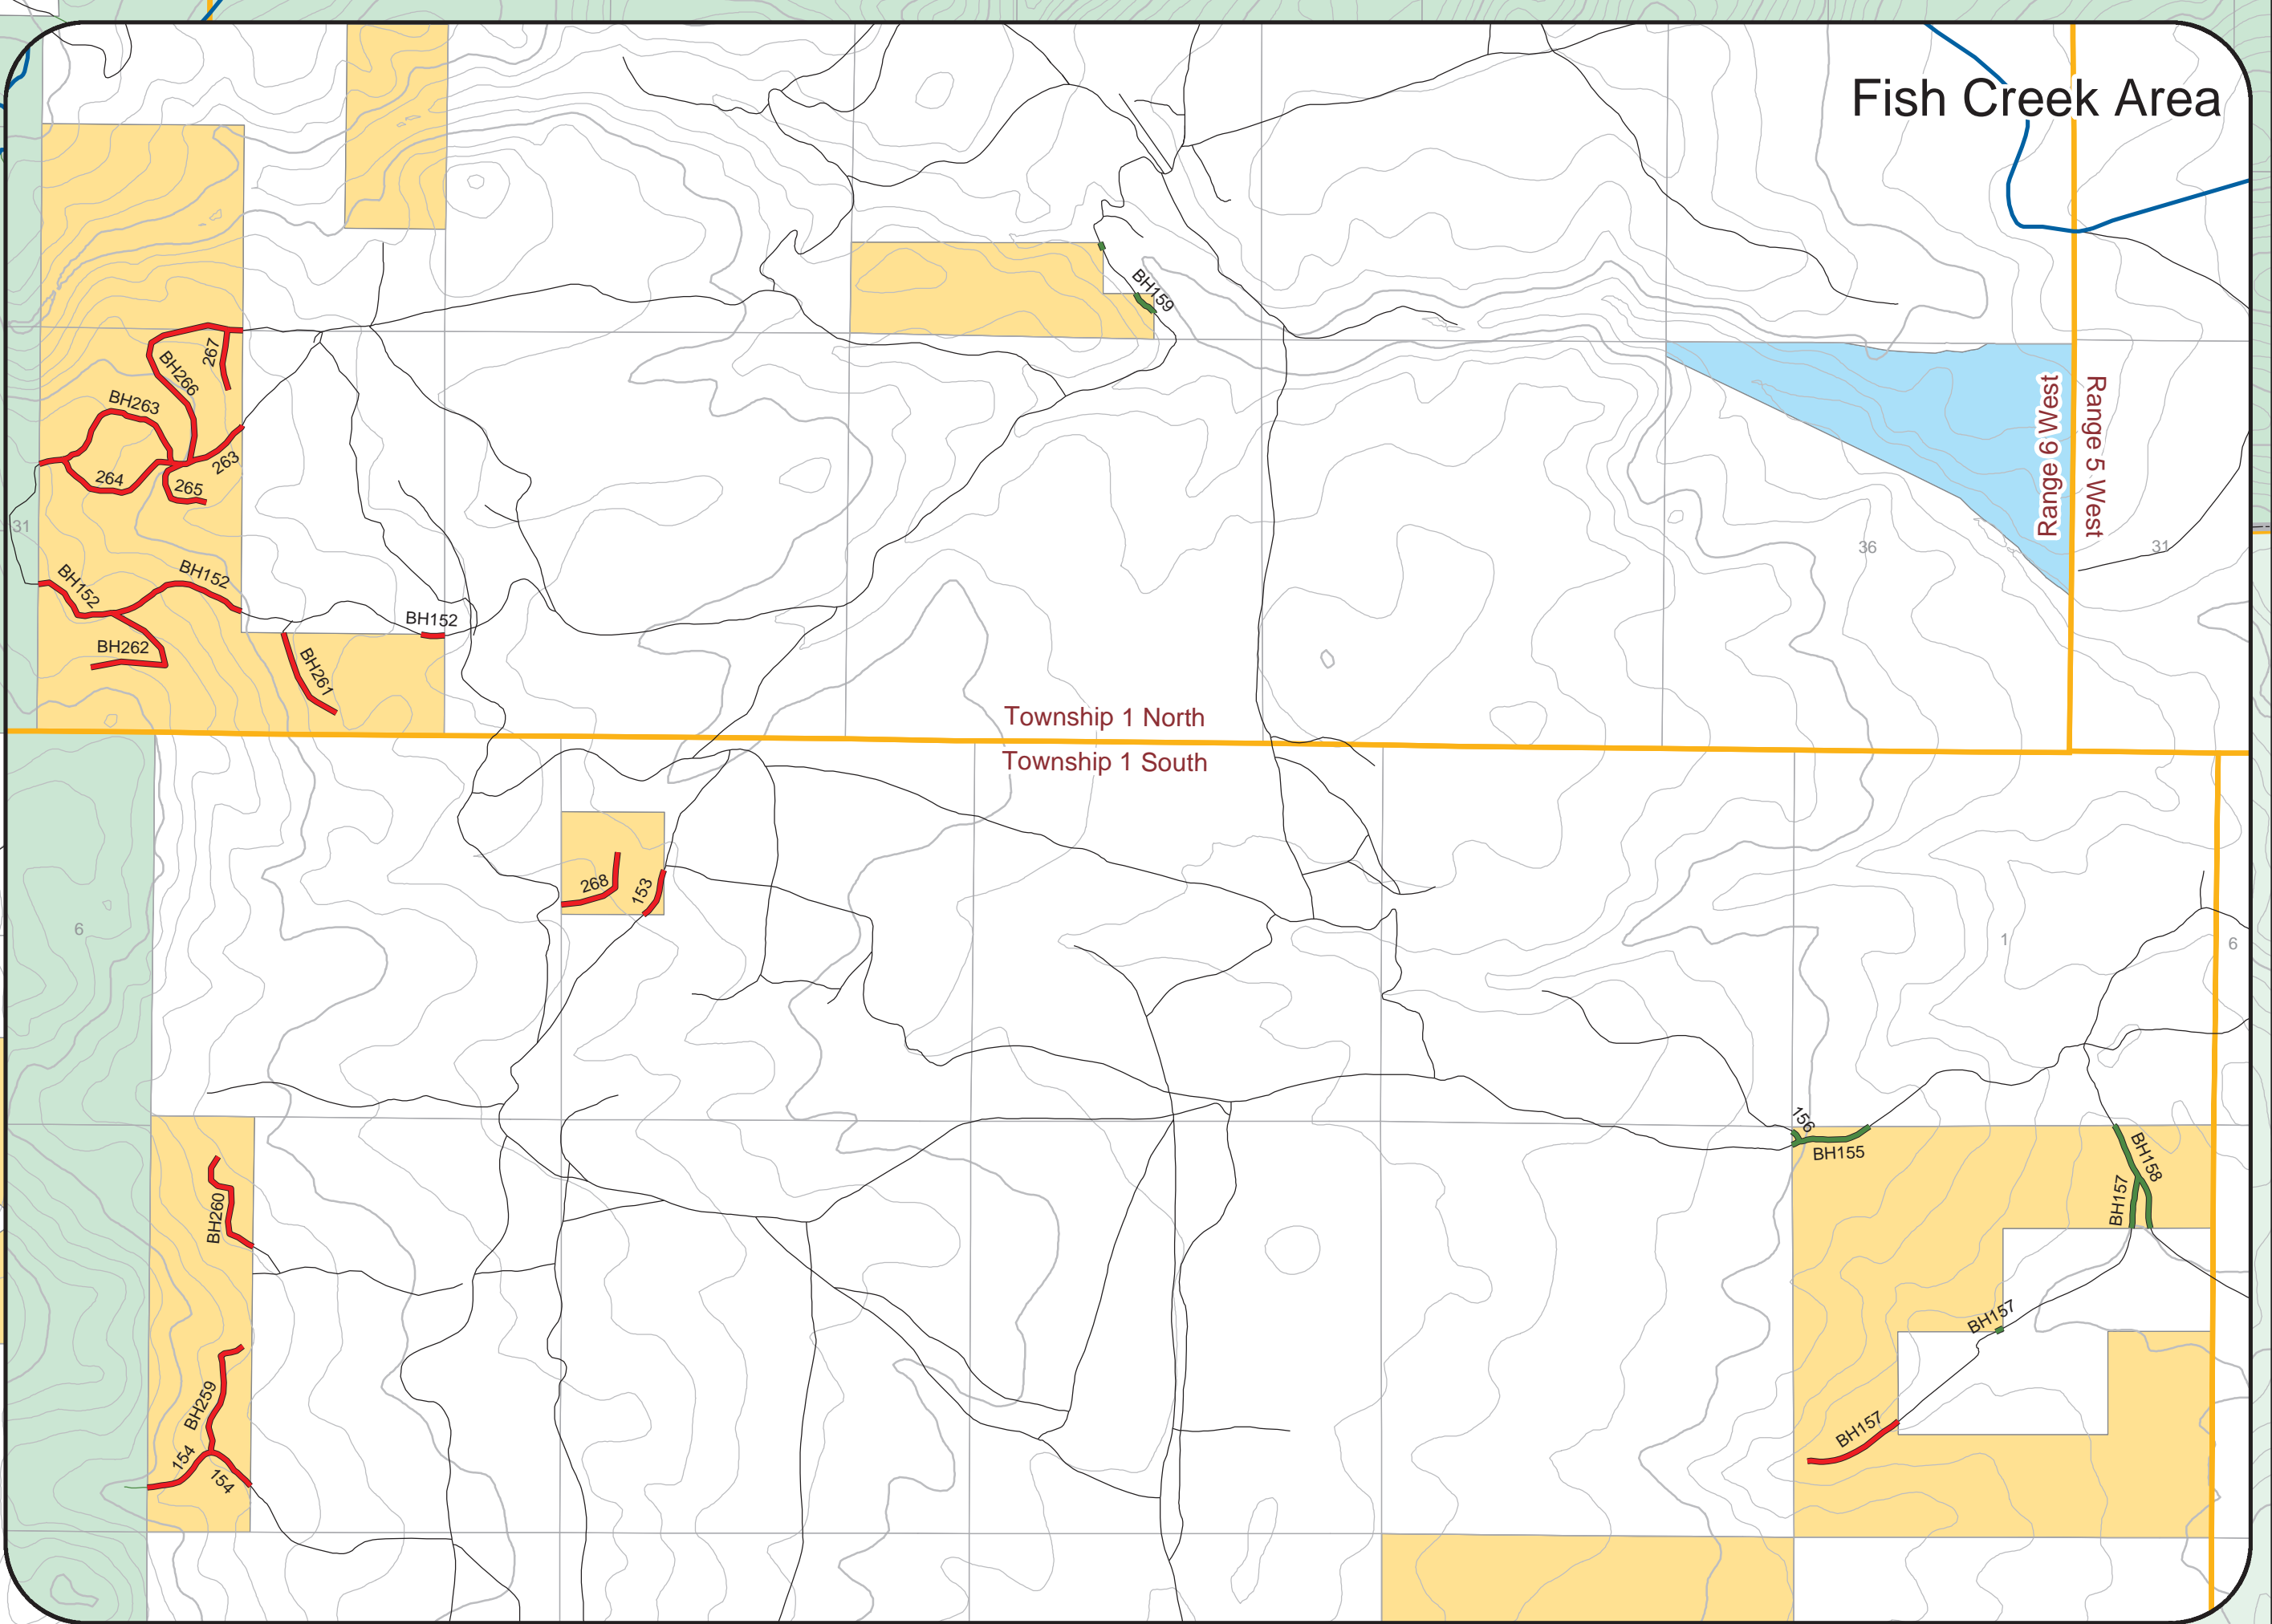 Fish Creek Area
BH159
267
BH266
BH263
263
264
265
Range 6 West
Range 5 West
31
36
31
BH152
BH152
BH152
BH262
BH261
Township 1 North
Township 1 South
268
153
6
1
6
156
BH155
BH158
BH157
BH260
BH157
BH259
BH157
154
154